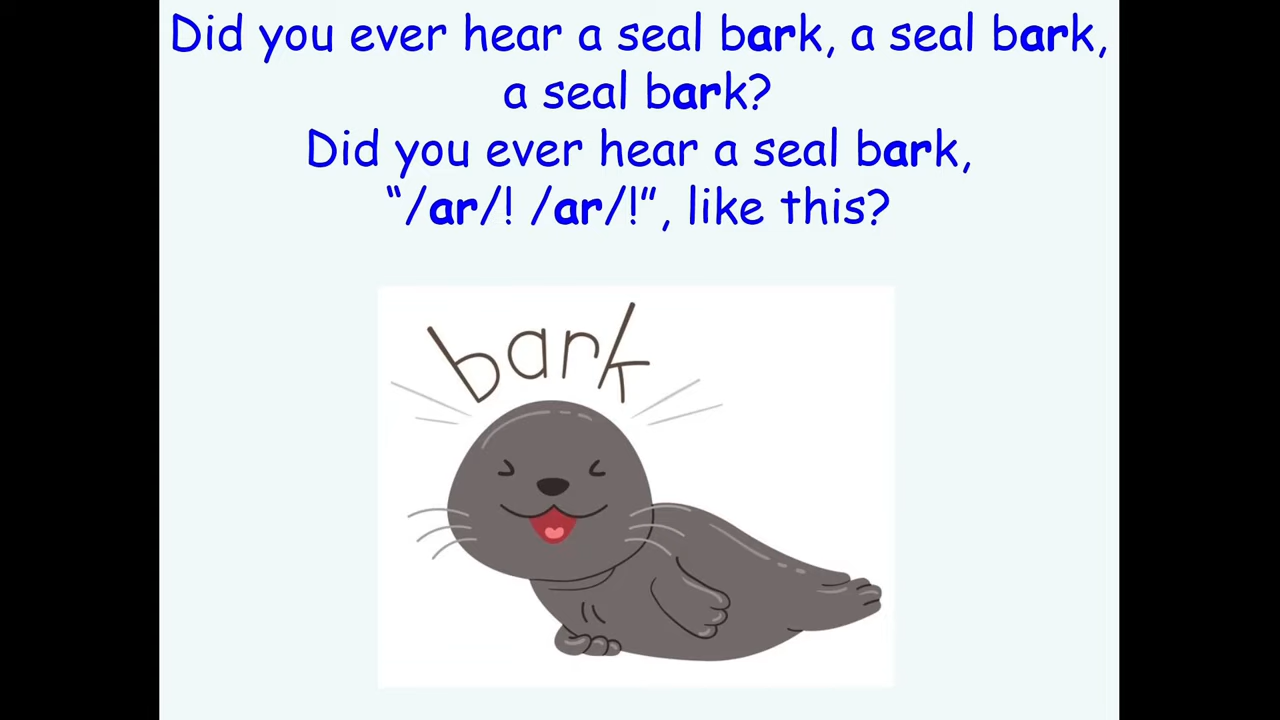 Did you ever hear a seal bark, a seal bark,
a seal bark?
Did you ever hear a seal bark,
“/ar/! /ar/!”, like this?
bark